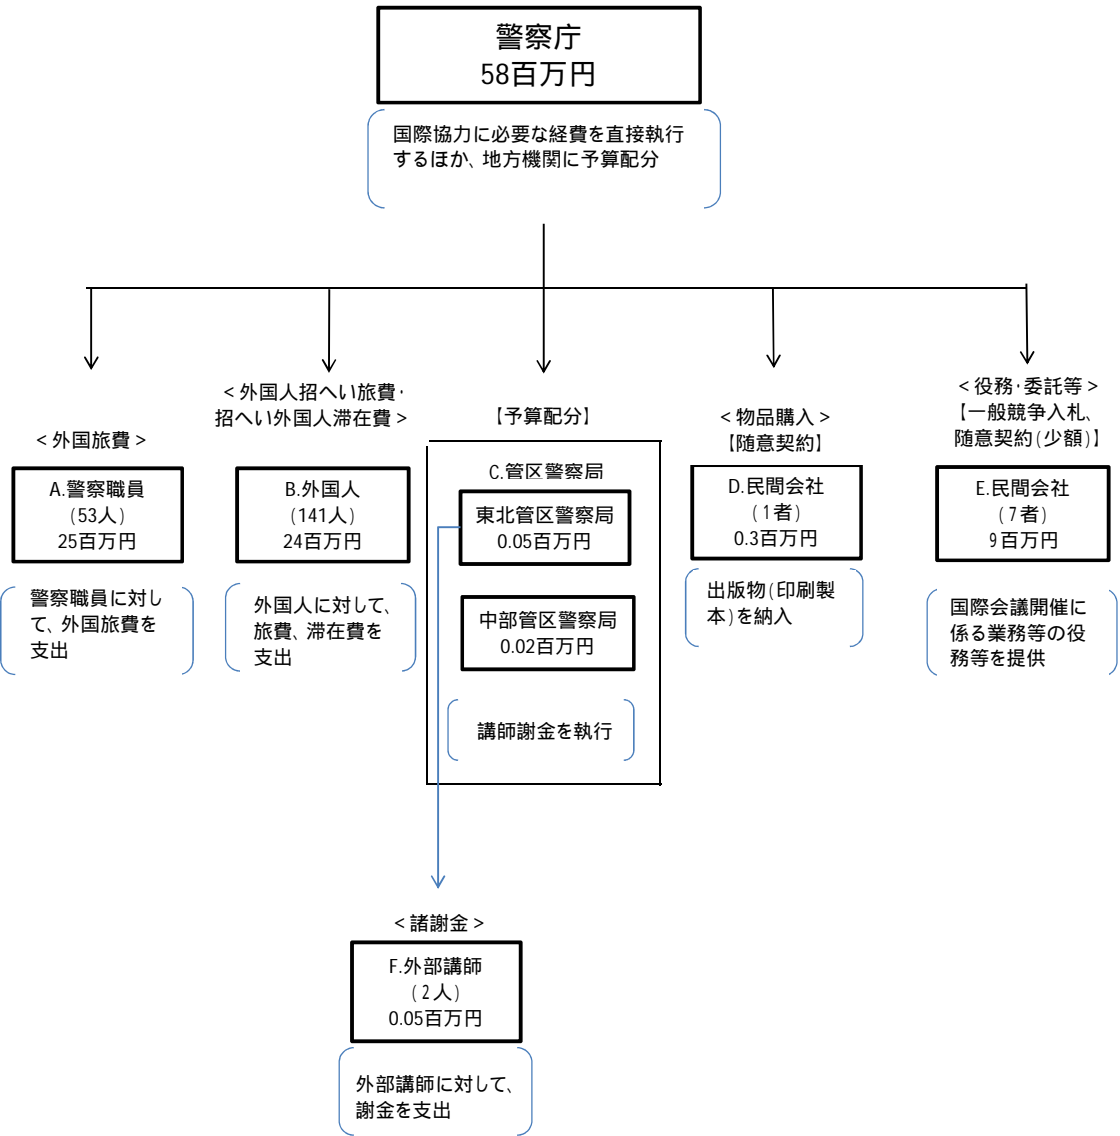 警察庁
58百万円
国際協力に必要な経費を直接執行
するほか、地方機関に予算配分
<外国旅費>
A.警察職員
(53人)
25百万円
警察職員に対し
て、外国旅費を
支出
<外国人招へい旅費・
招へい外国人滞在費>
B.外国人
(141人)
24百万円
外国人に対して、
旅費、滞在費を
支出
【予算配分】
C.管区警察局
東北管区警察局
0.05百万円
中部管区警察局
0.02百万円
講師謝金を執行
<物品購入>
【随意契約】
D.民間会社
(1者)
0.3百万円
出版物(印刷製
本)を納入
<役務・委託等>
【一般競争入札、
随意契約(少額)】
E.民間会社
(7者)
9百万円
国際会議開催に
係る業務等の役
務等を提供
<諸謝金>
F.外部講師
(2人)
0.05百万円
外部講師に対して、
謝金を支出